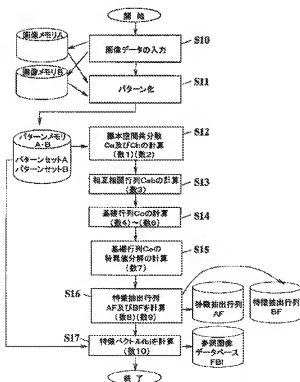 開始
画像メモリA
画像メモリB
画像データの入力
S10
パターン化
S11
パターンメモリ
A・B
パターンセットA
パターンセットB
標本空間共分散
Ca及びCbの計算
(数1)(数2)
S12
相互相関行列Cabの計算
(数3)
S13
基礎行列Coの計算
(数4)～(数6)
S14
基礎行列Coの
特異値分解の計算
(数7)
S15
特徴抽出行列
AF及びBFを計算
(数8)(数9)
S16
特徴抽出行列
AF
特徴抽出行列
BF
特徴ベクトルfbiを計算
(数10)
S17
参照画像
データベース
FBI
終了